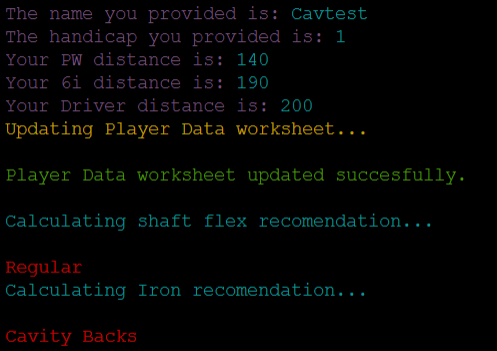 The name you provided is: Cavtest
The handicap you provided is: 1
Your PW distance is: 140
Your 6i distance is: 190
Your Driver distance is: 200
Updating Player Data worksheet...
Player Data worksheet updated succesfully.
Calculating shaft flex recomendation...
Regular
Calculating Iron recomendation...
Cavity Backs